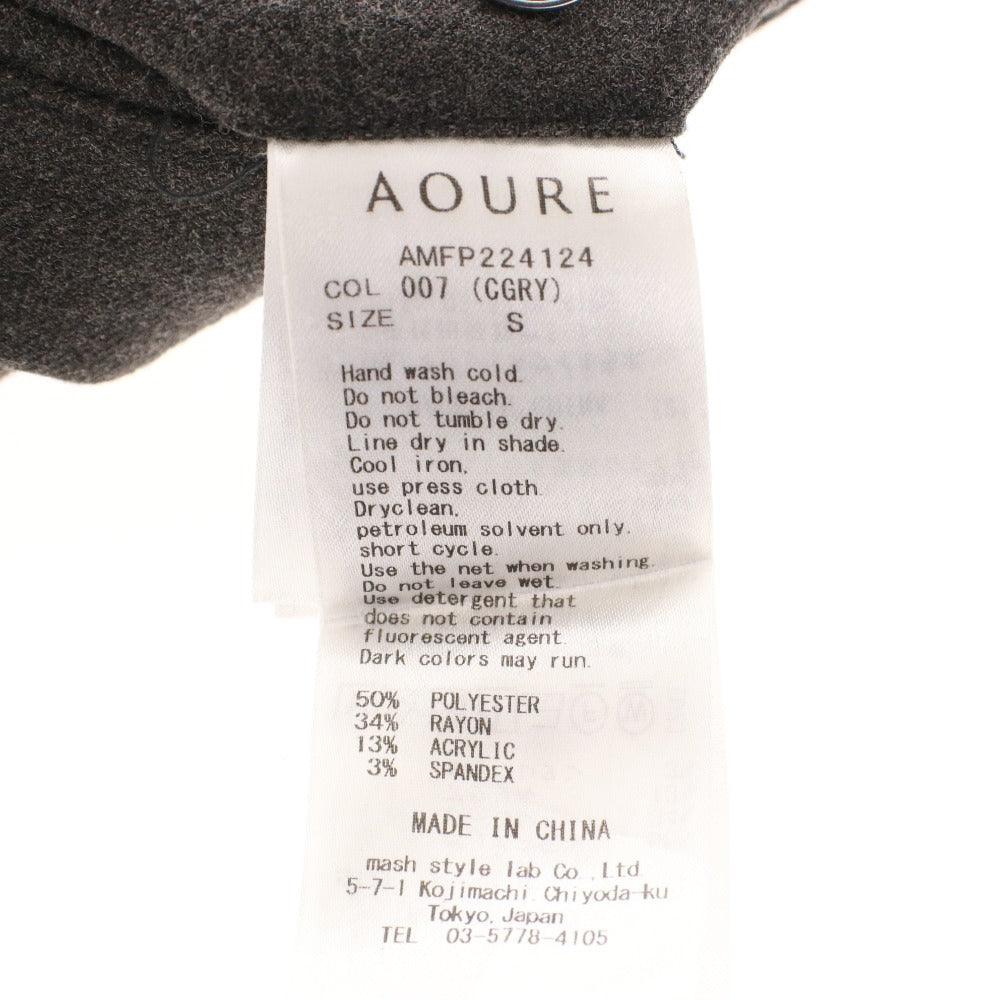 AOURE
AMFP224124
COL 007 (CGRY)
SIZE S
Hand wash cold.
Do not bleach.
Do not tumble dry.
Line dry in shade.
Cool iron,
use press cloth.
Dryclean,
petroleum solvent only.
short cycle.
Use the net when washing.
Do not leave wet.
Use detergent that
does not contain
fluorescent agent.
Dark colors may run.
50% POLYESTER
34% RAYON
13% ACRYLIC
3% SPANDEX
MADE IN CHINA
mash style lab Co.,Ltd.
5-7-1 Kojimachi, Chiyoda-ku
Tokyo, Japan
TEL 03-5778-4105